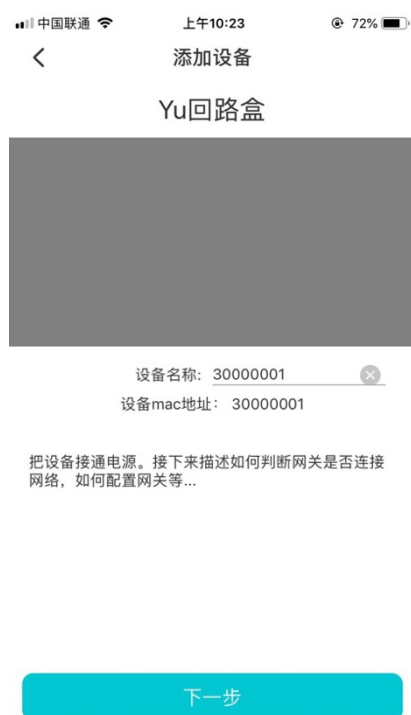 中国联通 上午10:23 72%
添加设备
Yu回路盒
设备名称: 30000001
设备mac地址: 30000001
把设备接通电源。接下来描述如何判断网关是否连接
网络，如何配置网关等...
下一步